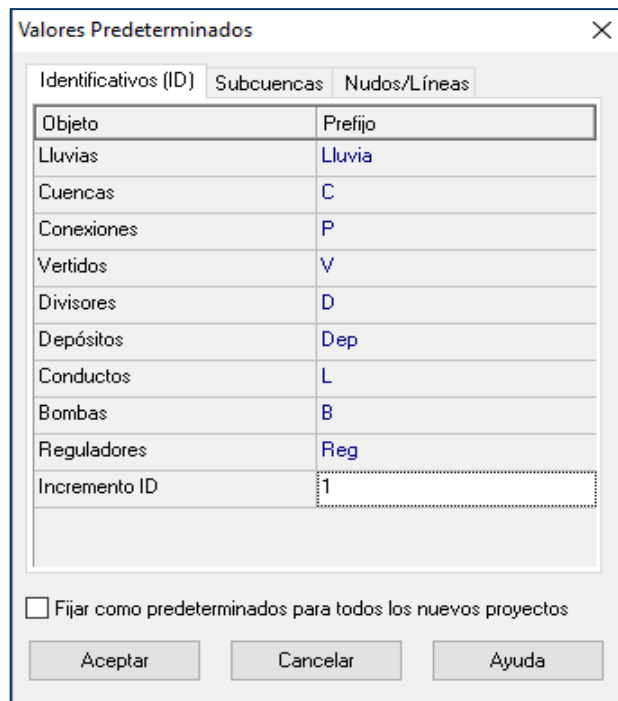 Valores Predeterminados
Identificativos (ID) Subcuencas Nudos/Líneas
Objeto Prefijo
Lluvias Lluvia
Cuencas C
Conexiones P
Vertidos V
Divisores D
Depósitos Dep
Conductos L
Bombas B
Reguladores Reg
Incremento ID 1
Fijar como predeterminados para todos los nuevos proyectos
Aceptar Cancelar Ayuda